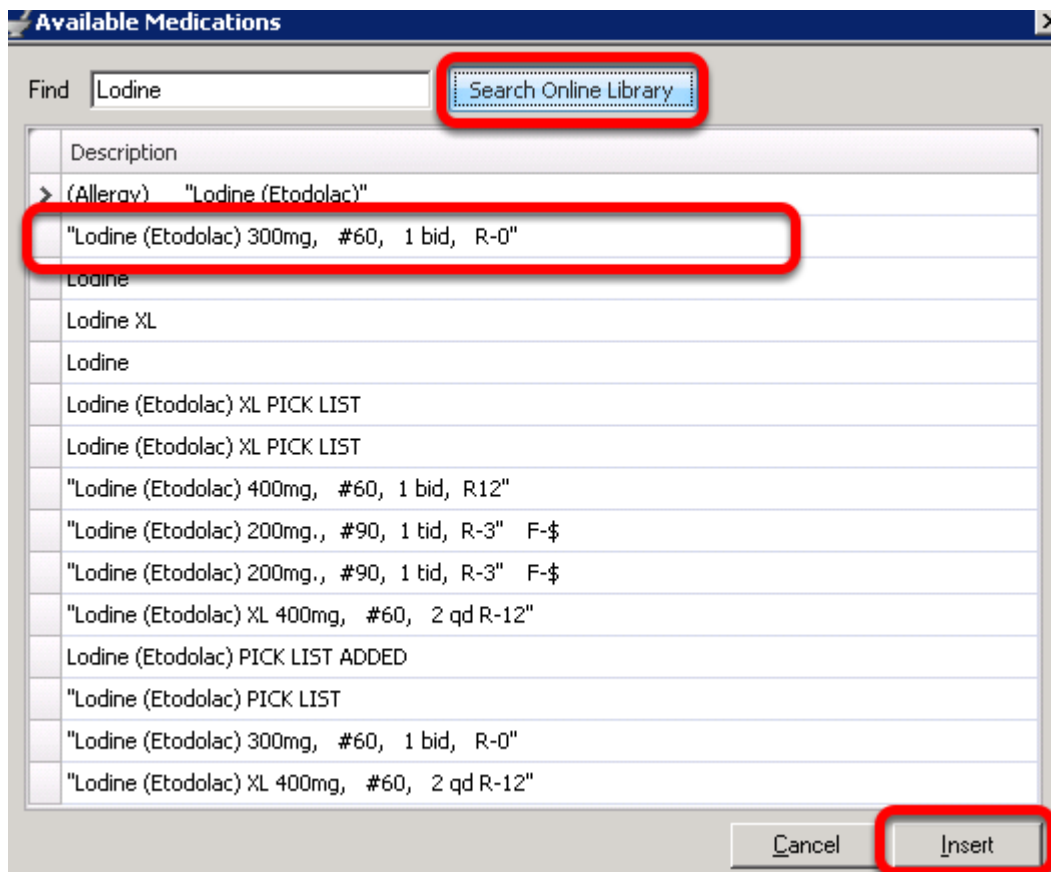 Available Medications
Find Lodine Search Online Library
Description
(Allergy) "Lodine (Etodolac)"
"Lodine (Etodolac) 300mg, #60, 1 bid, R-0"
Lodine
Lodine XL
Lodine
Lodine (Etodolac) XL PICK LIST
Lodine (Etodolac) XL PICK LIST
"Lodine (Etodolac) 400mg, #60, 1 bid, R12"
"Lodine (Etodolac) 200mg., #90, 1 tid, R-3" F-$
"Lodine (Etodolac) 200mg., #90, 1 tid, R-3" F-$
"Lodine (Etodolac) XL 400mg, #60, 2 qd R-12"
Lodine (Etodolac) PICK LIST ADDED
"Lodine (Etodolac) PICK LIST
"Lodine (Etodolac) 300mg, #60, 1 bid, R-0"
"Lodine (Etodolac) XL 400mg, #60, 2 qd R-12"
Cancel Insert